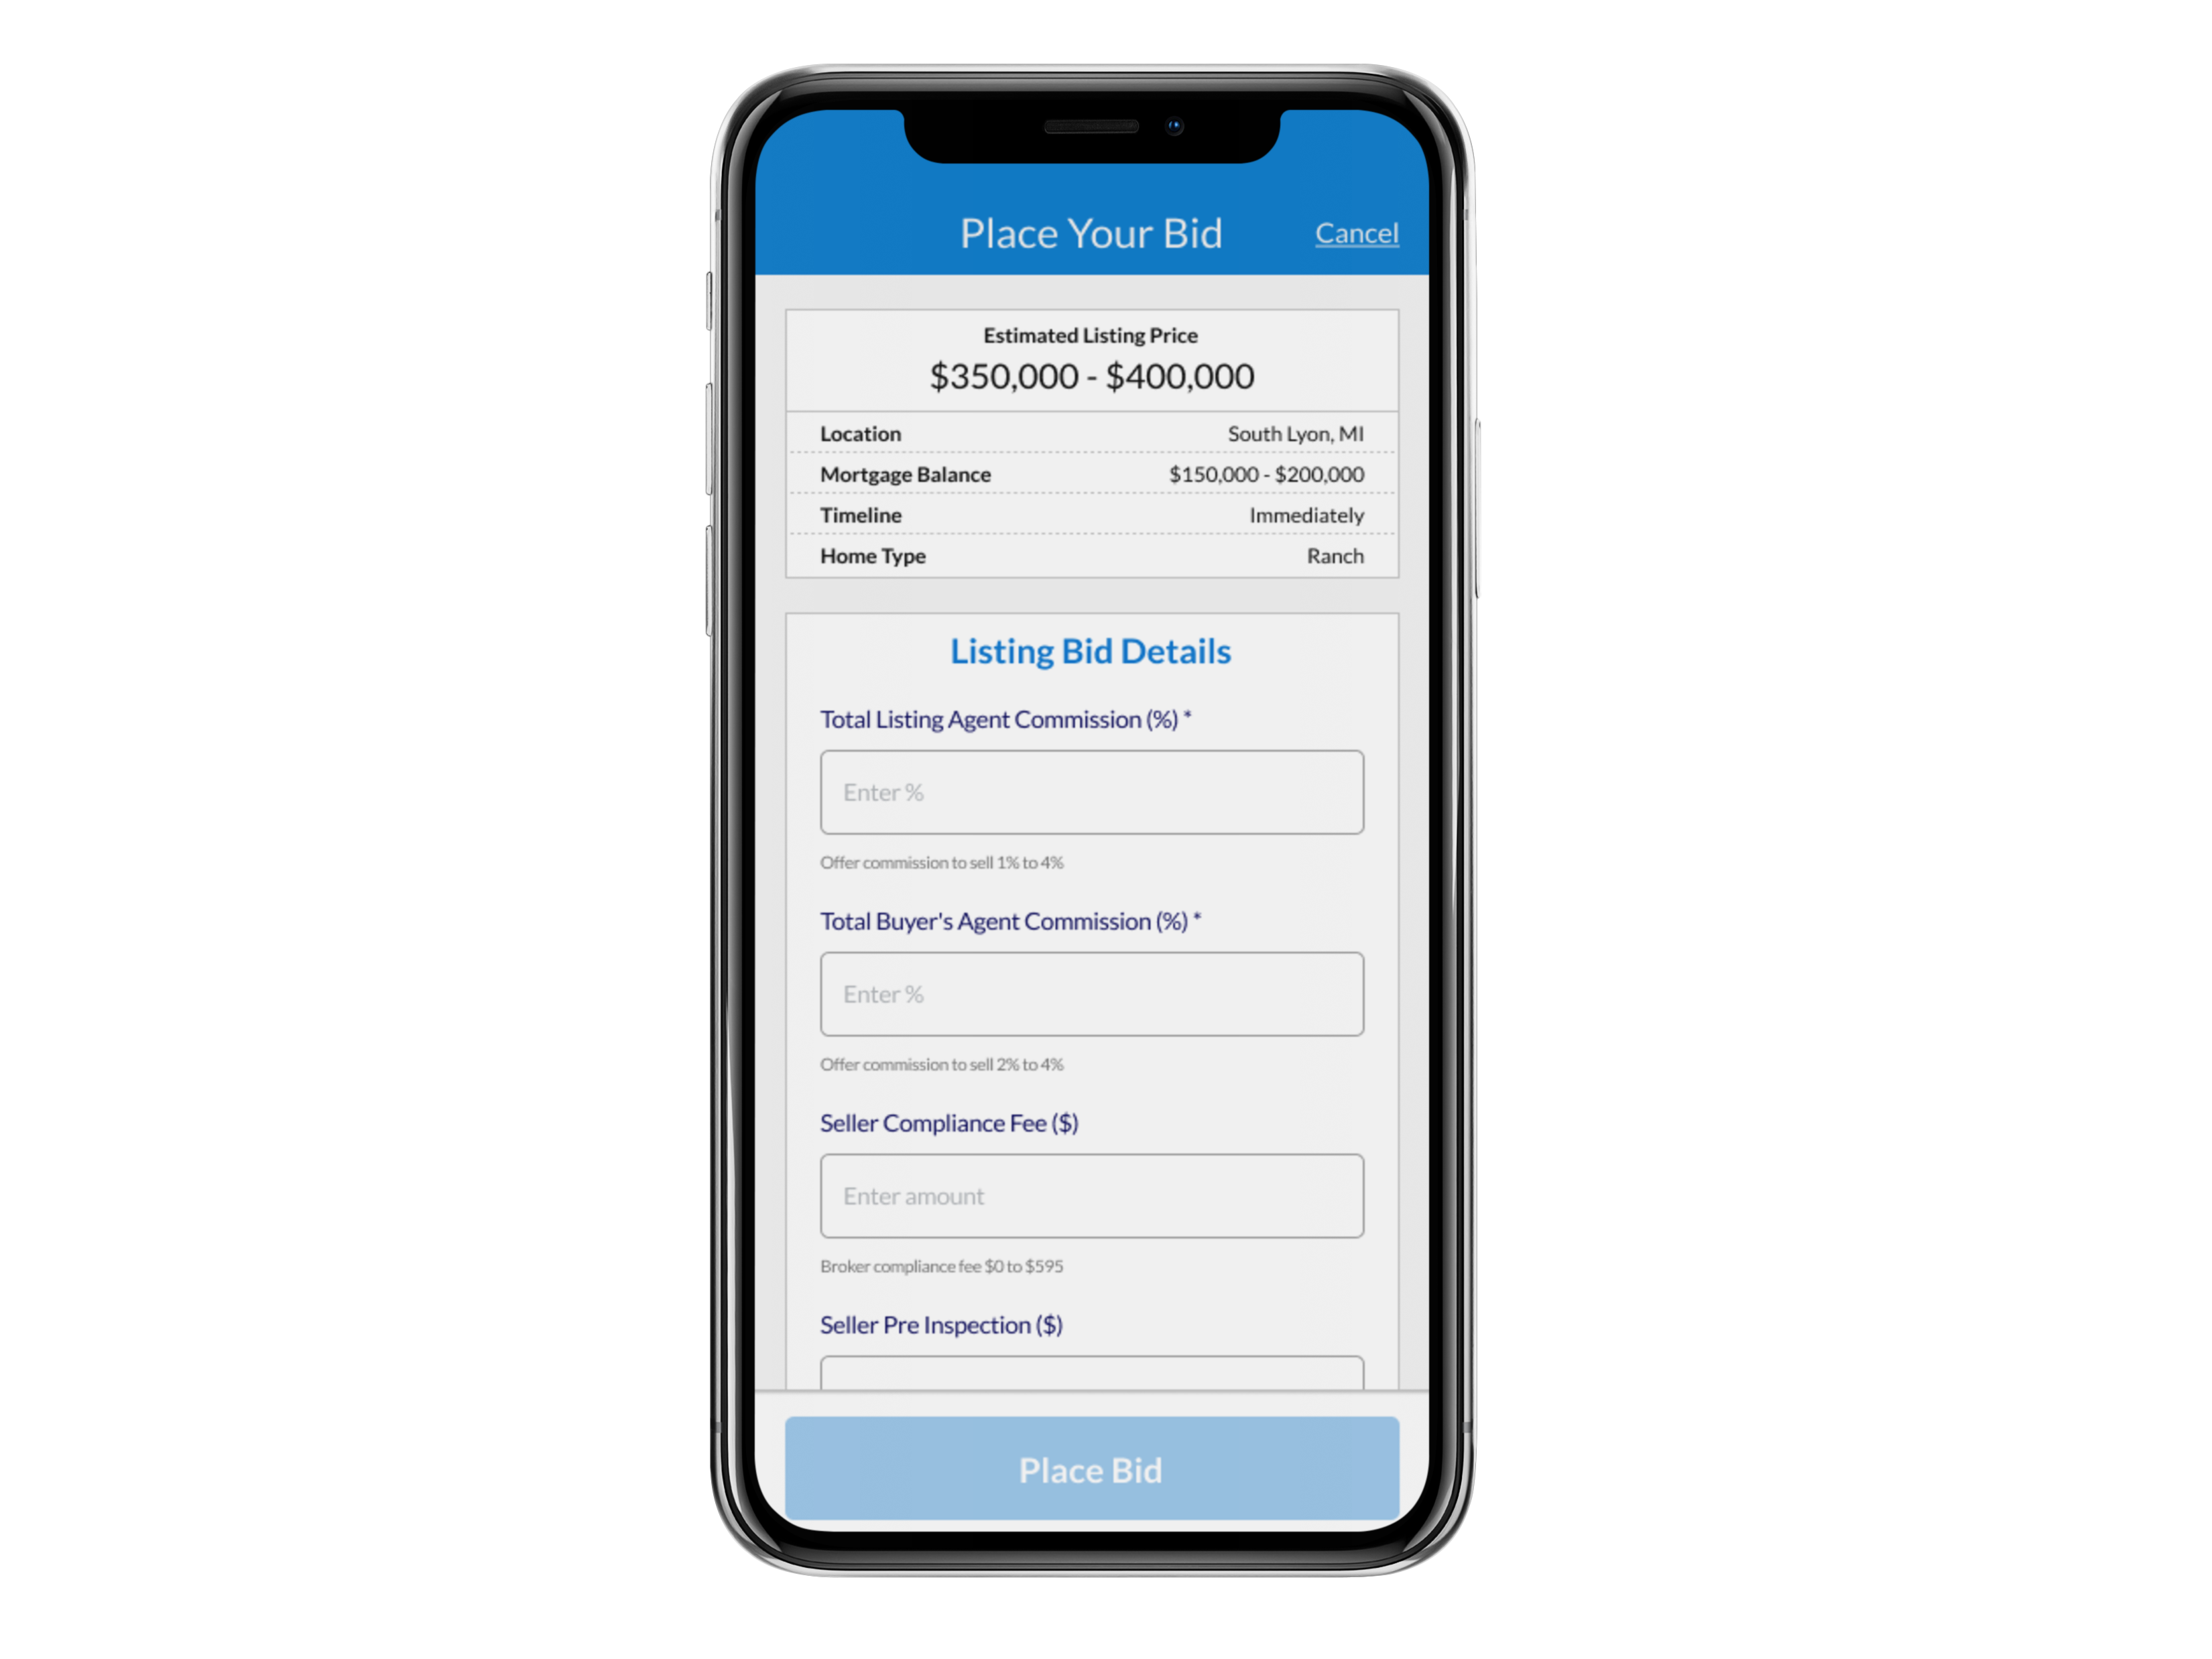 Place Your Bid
Cancel
Estimated Listing Price
$350,000 - $400,000
Location South Lyon, MI
Mortgage Balance $150,000 - $200,000
Timeline Immediately
Home Type Ranch
Listing Bid Details
Total Listing Agent Commission (%) *
Enter %
Offer commission to sell 1% to 4%
Total Buyer's Agent Commission (%) *
Enter %
Offer commission to sell 2% to 4%
Seller Compliance Fee ($)
Enter amount
Broker compliance fee $0 to $595
Seller Pre Inspection ($)
Place Bid